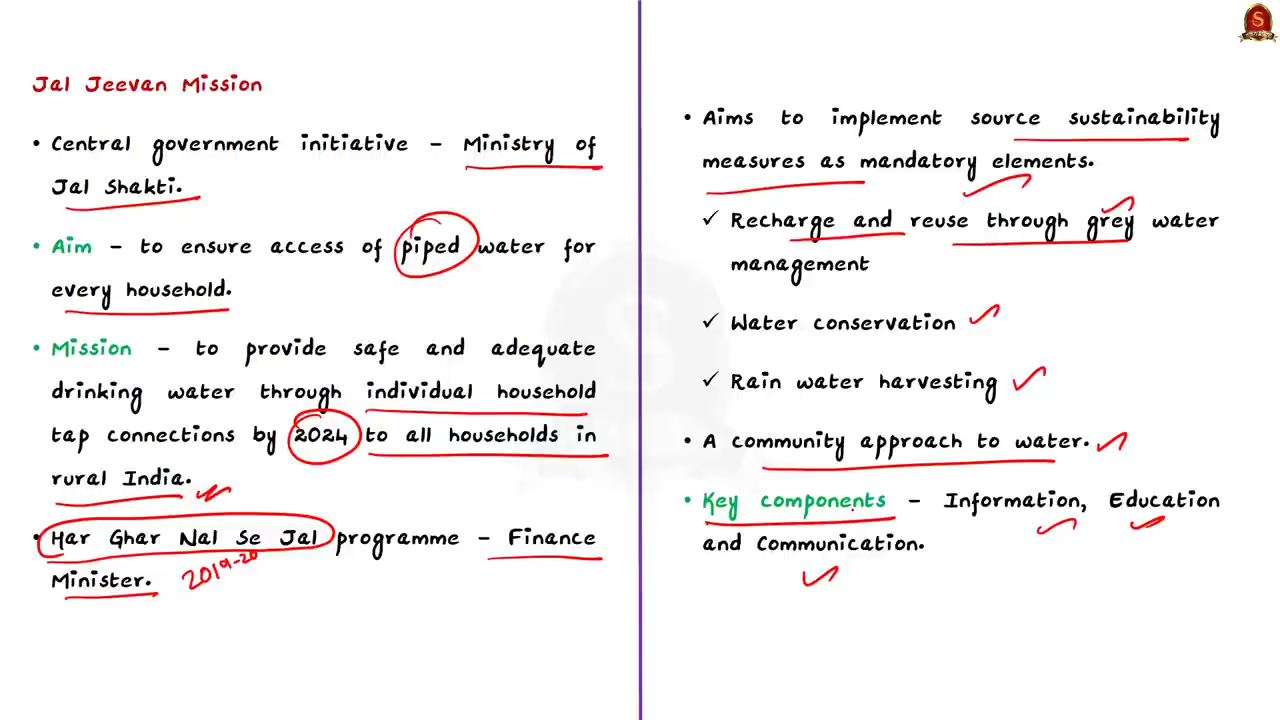 Jal Jeevan Mission
• Central government initiative – Ministry of
Jal Shakti.
• Aim – to ensure access of piped water for
every household.
• Mission – to provide safe and adequate
drinking water through individual household
tap connections by 2024 to all households in
rural India.
• Har Ghar Nal Se Jal programme – Finance
Minister.
2019-20
• Aims to implement source sustainability
measures as mandatory elements.
✓ Recharge and reuse through grey water
management
✓ Water conservation
✓ Rain water harvesting
• A community approach to water.
• Key components – Information, Education
and Communication.
S